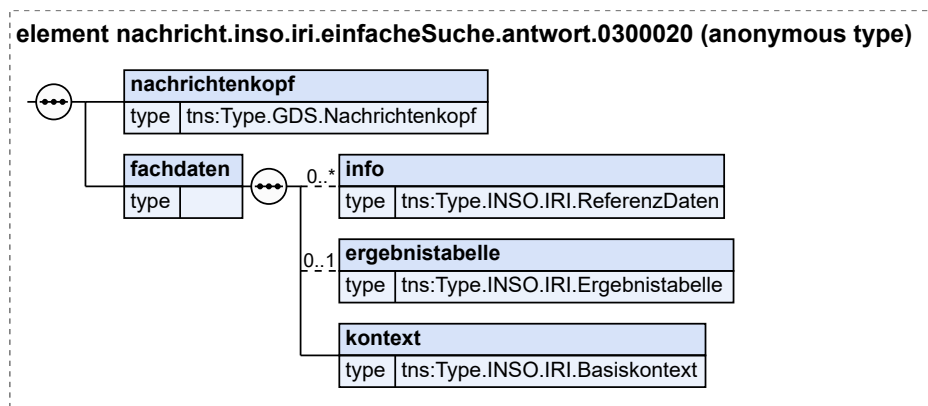 element nachricht.inso.iri.einfacheSuche.antwort.0300020 (anonymous type)
nachrichtenkopf
type tns:Type.GDS.Nachrichtenkopf
fachdaten
type
0..* info
type tns:Type.INSO.IRI.ReferenzDaten
0..1 ergebnistabelle
type tns:Type.INSO.IRI.Ergebnistabelle
kontext
type tns:Type.INSO.IRI.Basiskontext